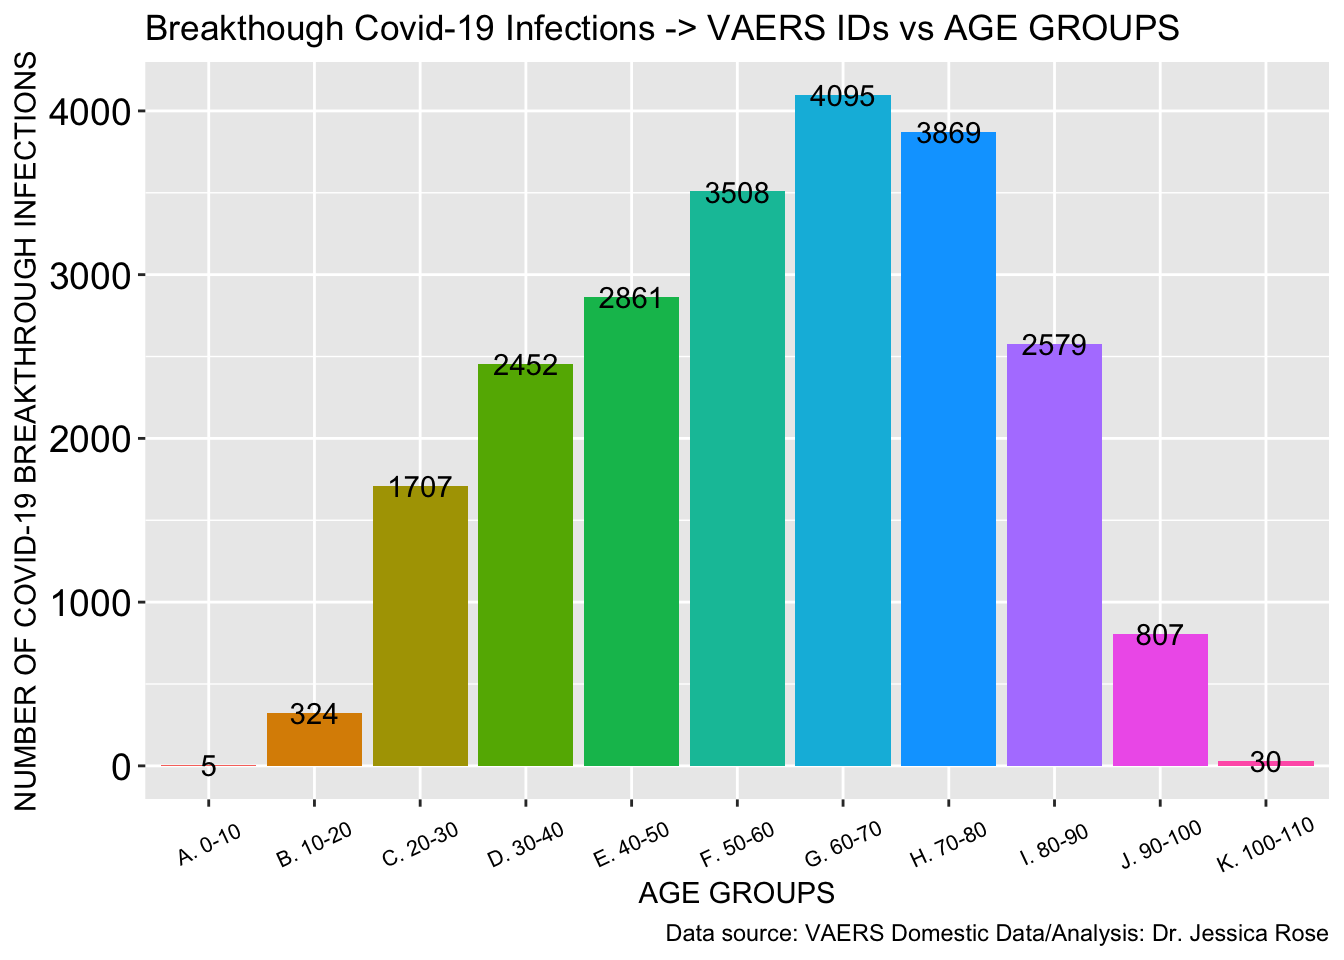 Breakthough Covid-19 Infections -> VAERS IDs vs AGE GROUPS
NUMBER OF COVID-19 BREAKTHROUGH INFECTIONS
4000
3000
2000
1000
0
5
324
1707
2452
2861
3508
4095
3869
2579
807
30
A. 0-10
B. 10-20
C. 20-30
D. 30-40
E. 40-50
F. 50-60
G. 60-70
H. 70-80
I. 80-90
J. 90-100
K. 100-110
AGE GROUPS
Data source: VAERS Domestic Data/Analysis: Dr. Jessica Rose